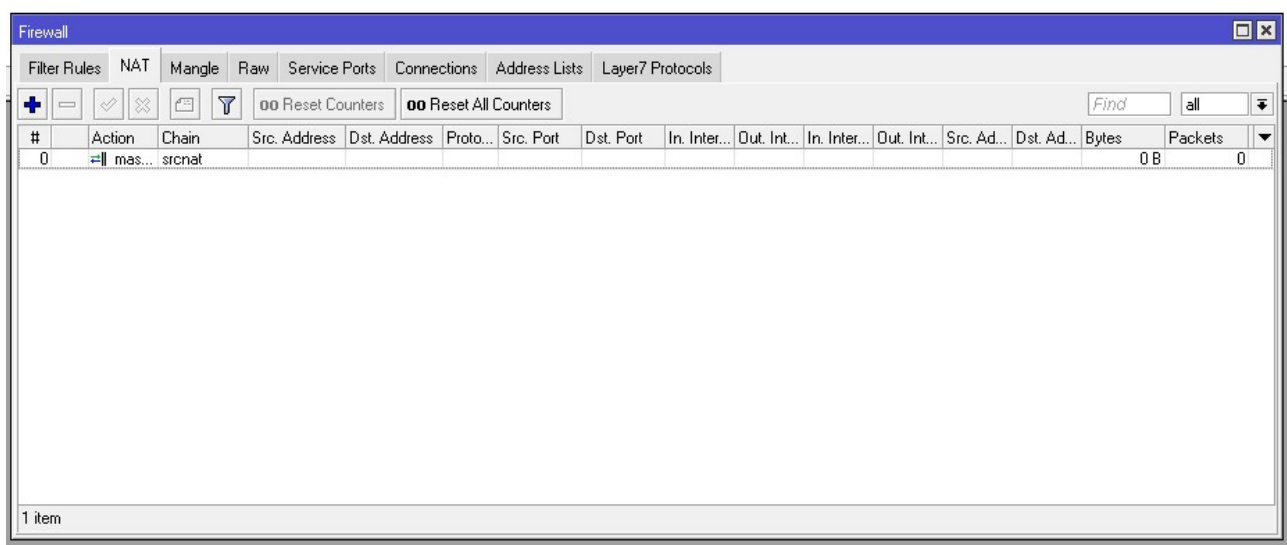 Firewall
Filter Rules NAT Mangle Raw Service Ports Connections Address Lists Layer7 Protocols
00 Reset Counters 00 Reset All Counters Find all
# Action Chain Src. Address Dst. Address Proto... Src. Port Dst. Port In. Inter... Out. Int... In. Inter... Out. Int... Src. Ad... Dst. Ad... Bytes Packets
0 mas... srcnat 0 B 0
1 item